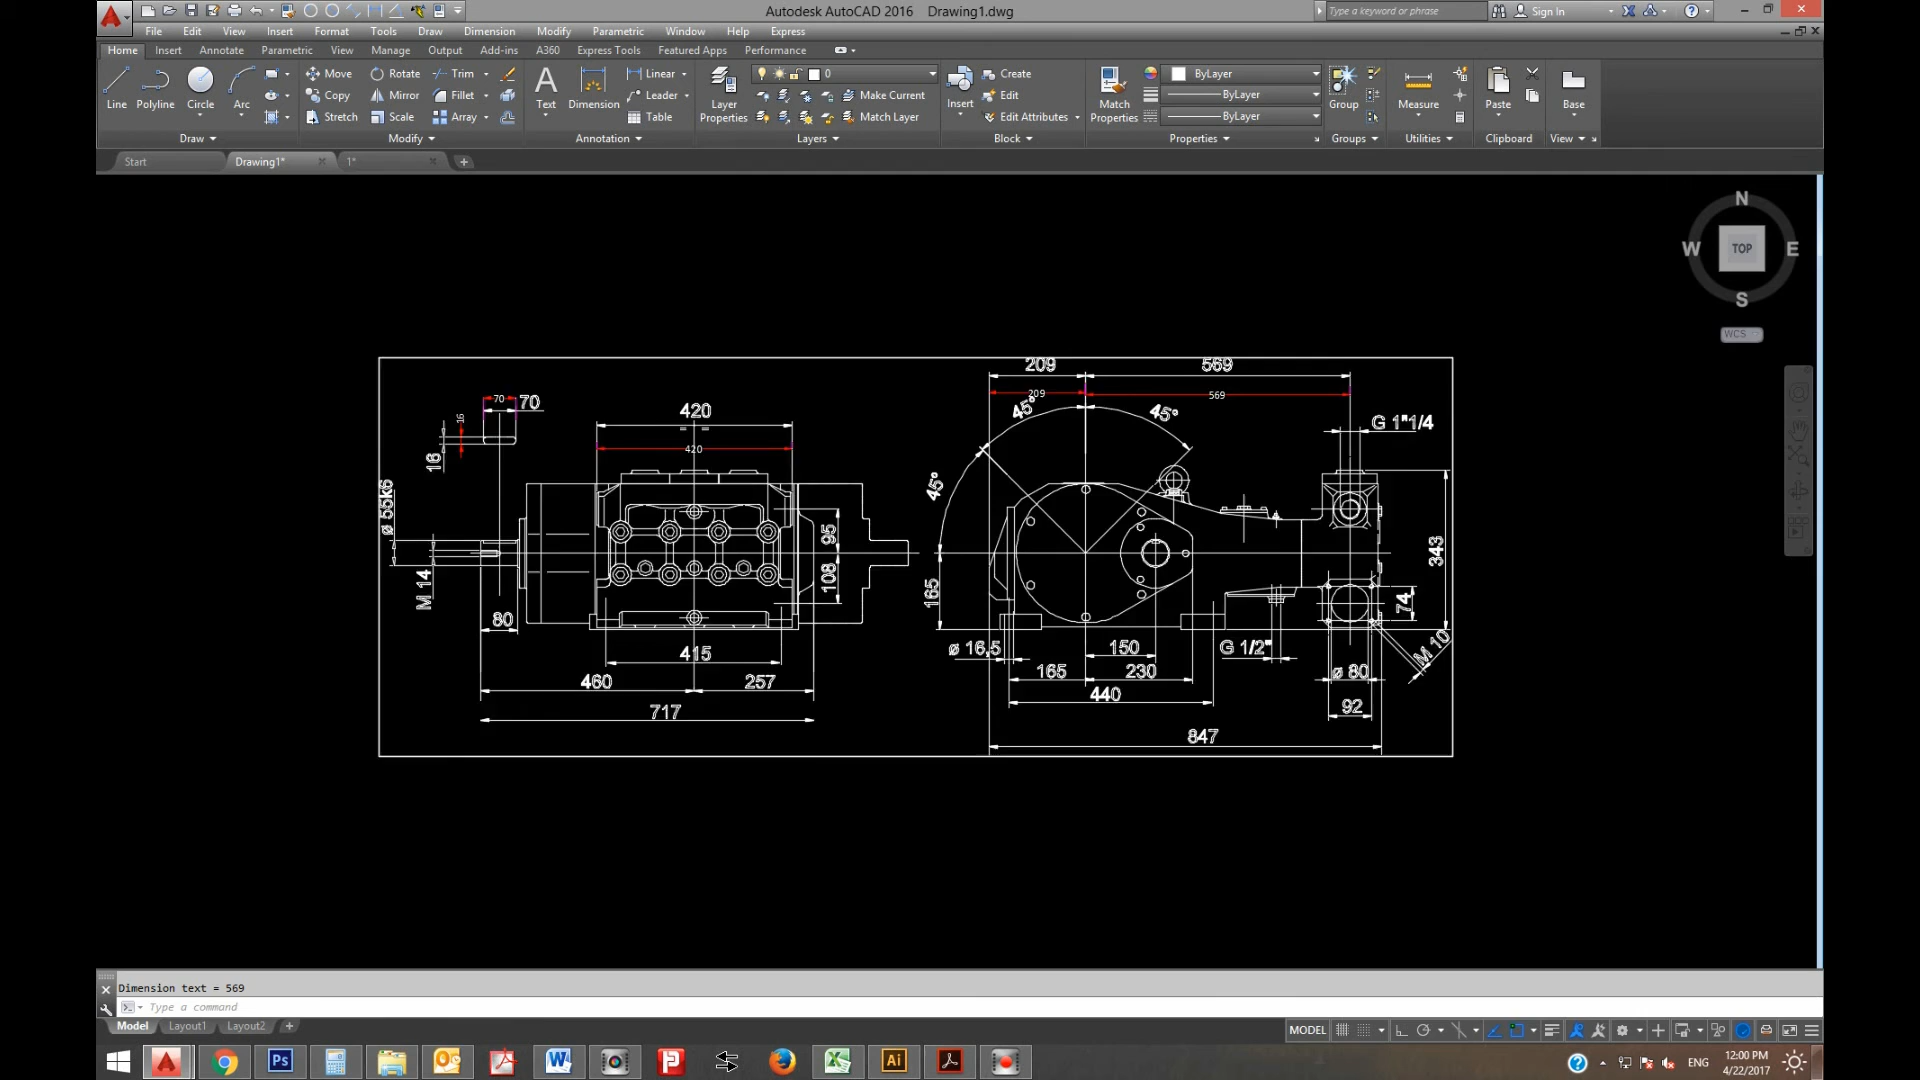 Autodesk AutoCAD 2016 Drawing1.dwg
Type a keyword or phrase
Sign In
File Edit View Insert Format Tools Draw Dimension Modify Parametric Window Help Express
Home Insert Annotate Parametric View Manage Output Add-ins A360 Express Tools Featured Apps Performance
Line Polyline Circle Arc
Move Rotate Trim
Copy Mirror Fillet
Stretch Scale Array
Text Dimension
Linear
Leader
Table
Layer Properties
0
Make Current
Match Layer
Insert
Create
Edit
Edit Attributes
Match Properties
ByLayer
ByLayer
ByLayer
Group
Measure
Paste
Base
Draw Modify Annotation Layers Block Properties Groups Utilities Clipboard View
Start Drawing1* 1*
N
W TOP E
S
WCS
70 70
16
16
420
420
ø 55k6
M 14
80
95
108
415
460 257
717
209 569
209 569
45° 45°
45°
G 1"1/4
343
165
74
M 10
ø 16,5
150
G 1/2"
165 230
440
ø 80
92
847
Dimension text = 569
Type a command
Model Layout1 Layout2
MODEL
ENG
12:00 PM
4/22/2017